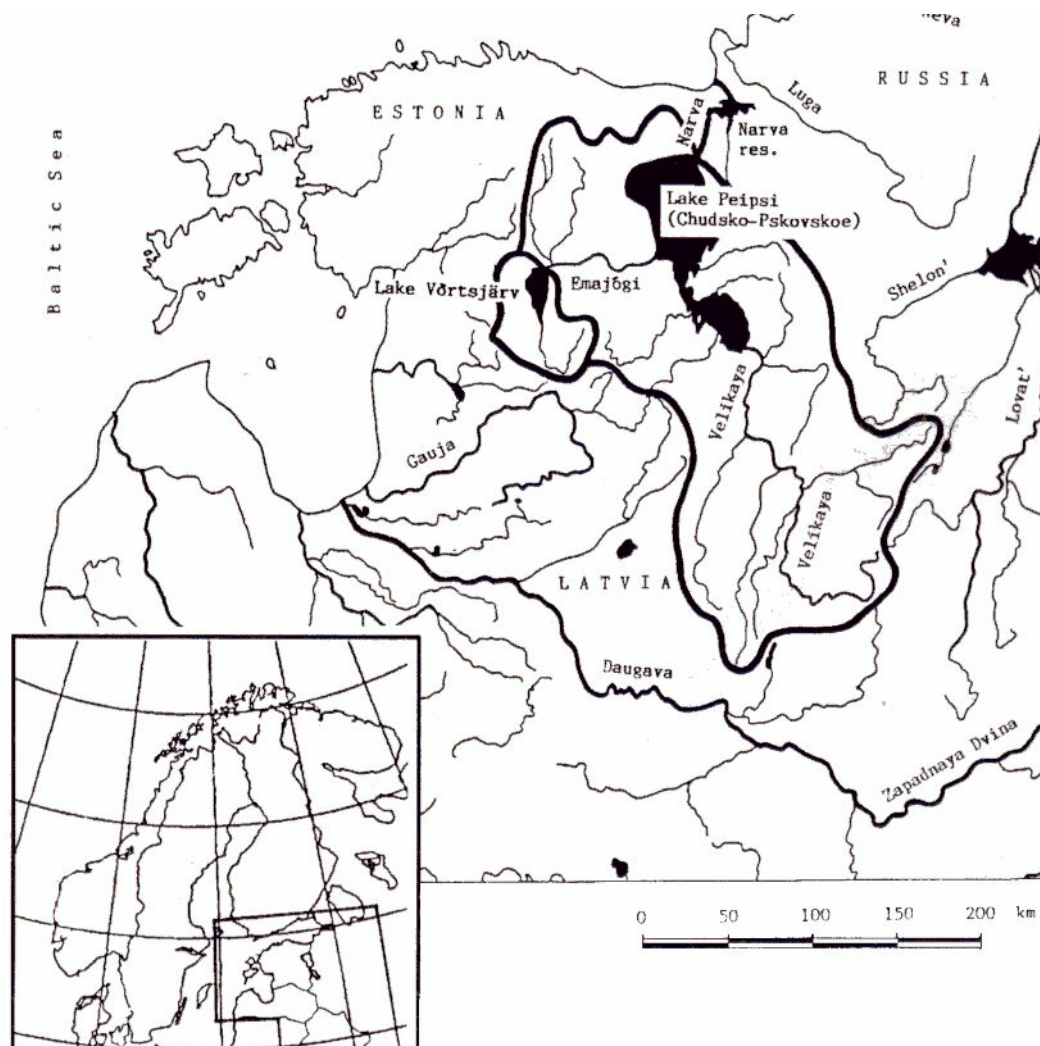 Neva
RUSSIA
Luga
ESTONIA
Narva
Narva
res.
Baltic Sea
Lake Peipsi
(Chudsko-Pskovskoe)
Shelon'
Lake Võrtsjärv
Emajõgi
Lovat'
Velikaya
Gauja
Velikaya
LATVIA
Daugava
Zapadnaya Dvina
0 50 100 150 200 km